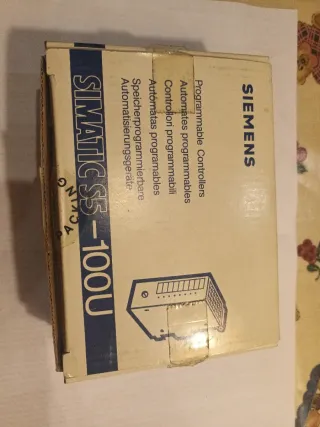 SIEMENS
Programmable Controllers
Automates programmables
Controllori programmabili
Autómatas programables
Speicherprogrammierbare
Automatisierungsgeräte
SIMATIC S5-100U